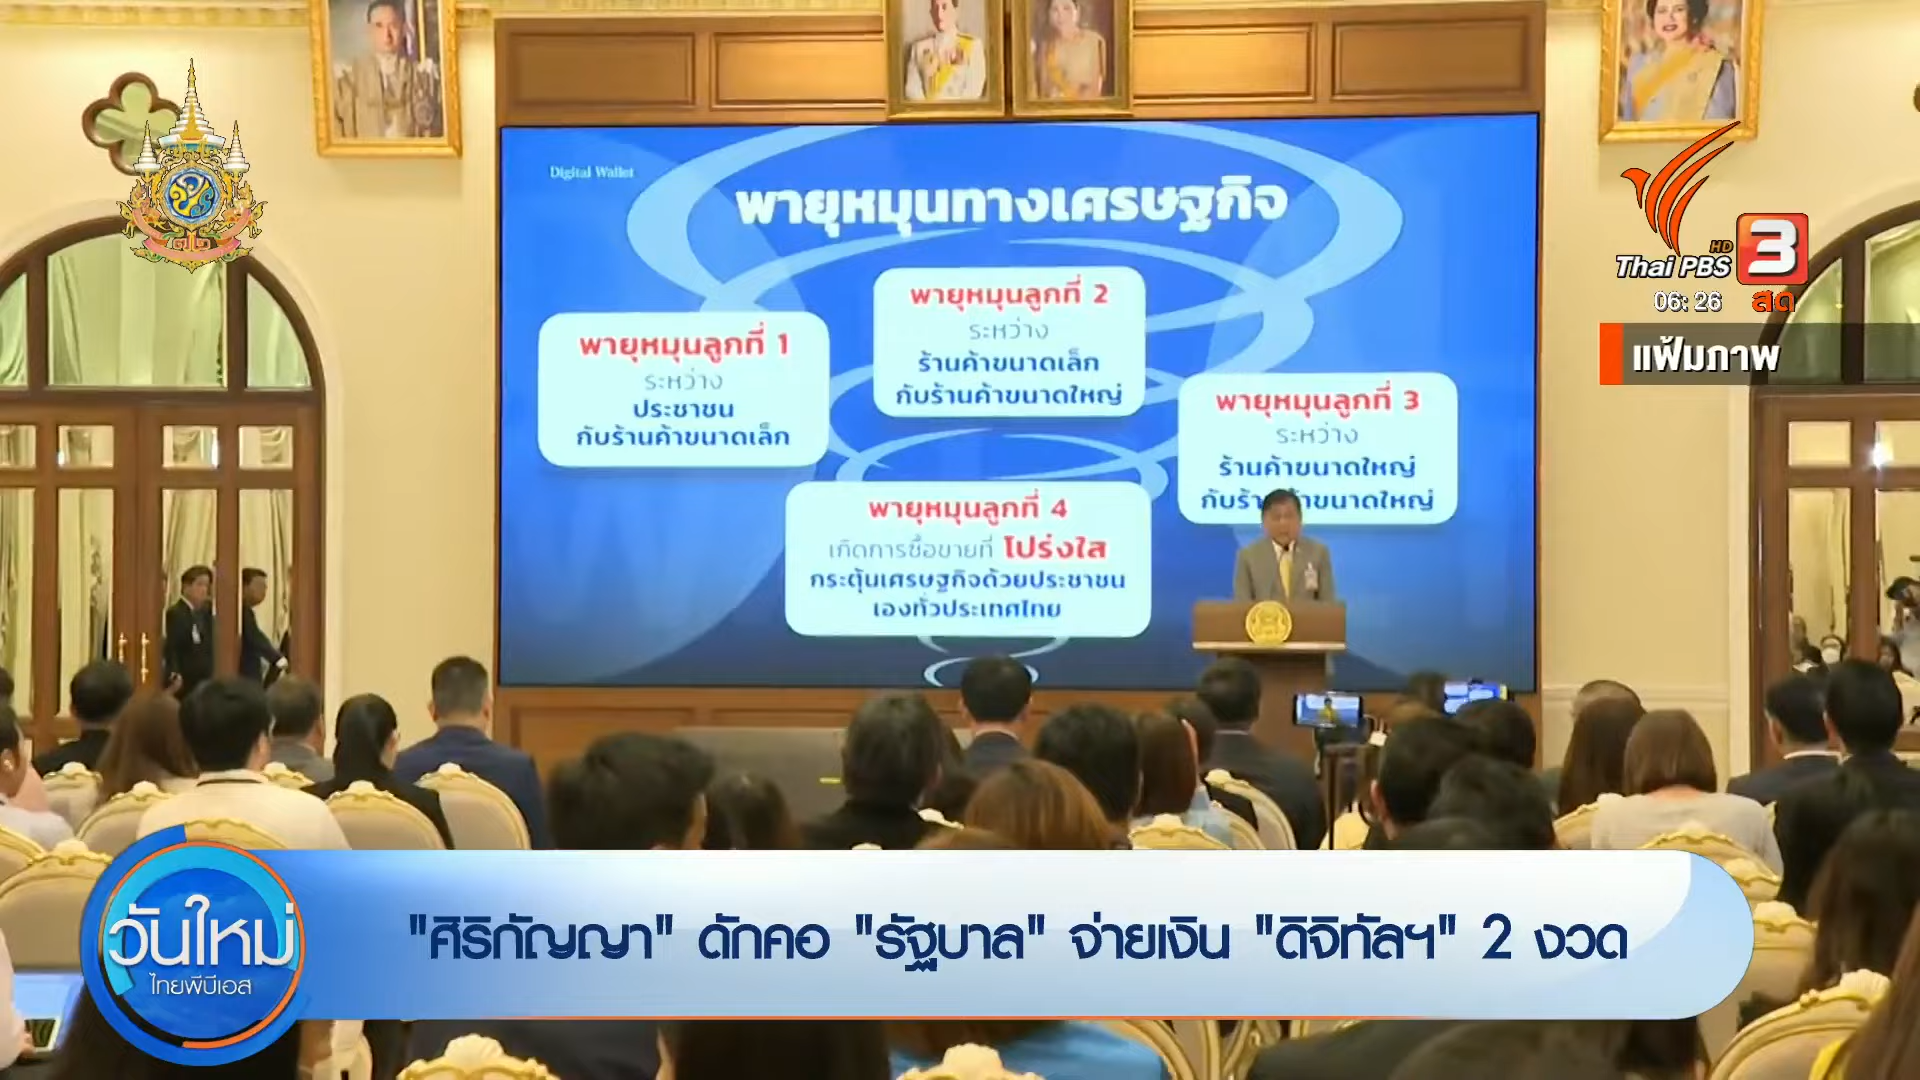 Digital Wallet
พายุหมุนทางเศรษฐกิจ
พายุหมุนลูกที่ 1
ระหว่าง
ประชาชน
กับร้านค้าขนาดเล็ก
พายุหมุนลูกที่ 2
ระหว่าง
ร้านค้าขนาดเล็ก
กับร้านค้าขนาดใหญ่
พายุหมุนลูกที่ 3
ระหว่าง
ร้านค้าขนาดใหญ่
กับร้านค้าขนาดใหญ่
พายุหมุนลูกที่ 4
เกิดการซื้อขายที่ โปร่งใส
กระตุ้นเศรษฐกิจด้วยประชาชน
เองทั่วประเทศไทย
๗๒
HD
Thai PBS 3
06:26 สด
แฟ้มภาพ
วันใหม่
ไทยพีบีเอส
"ศิริกัญญา" ดักคอ "รัฐบาล" จ่ายเงิน "ดิจิทัลฯ" 2 งวด